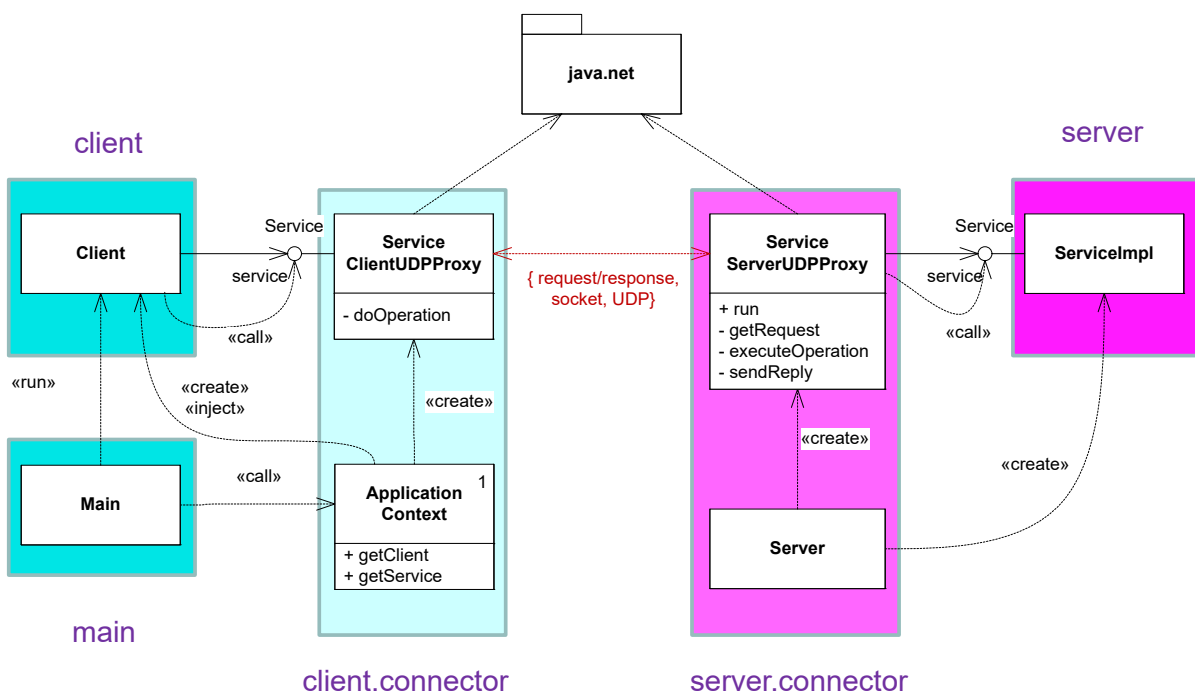 java.net
client
server
Client
Service
service
«call»
Service
ClientUDPProxy
- doOperation
{ request/response,
socket, UDP}
Service
ServerUDPProxy
+ run
- getRequest
- executeOperation
- sendReply
Service
service
«call»
ServiceImpl
«run»
«create»
«inject»
«create»
«create»
«create»
Main
«call»
Application
Context
1
+ getClient
+ getService
Server
main
client.connector
server.connector